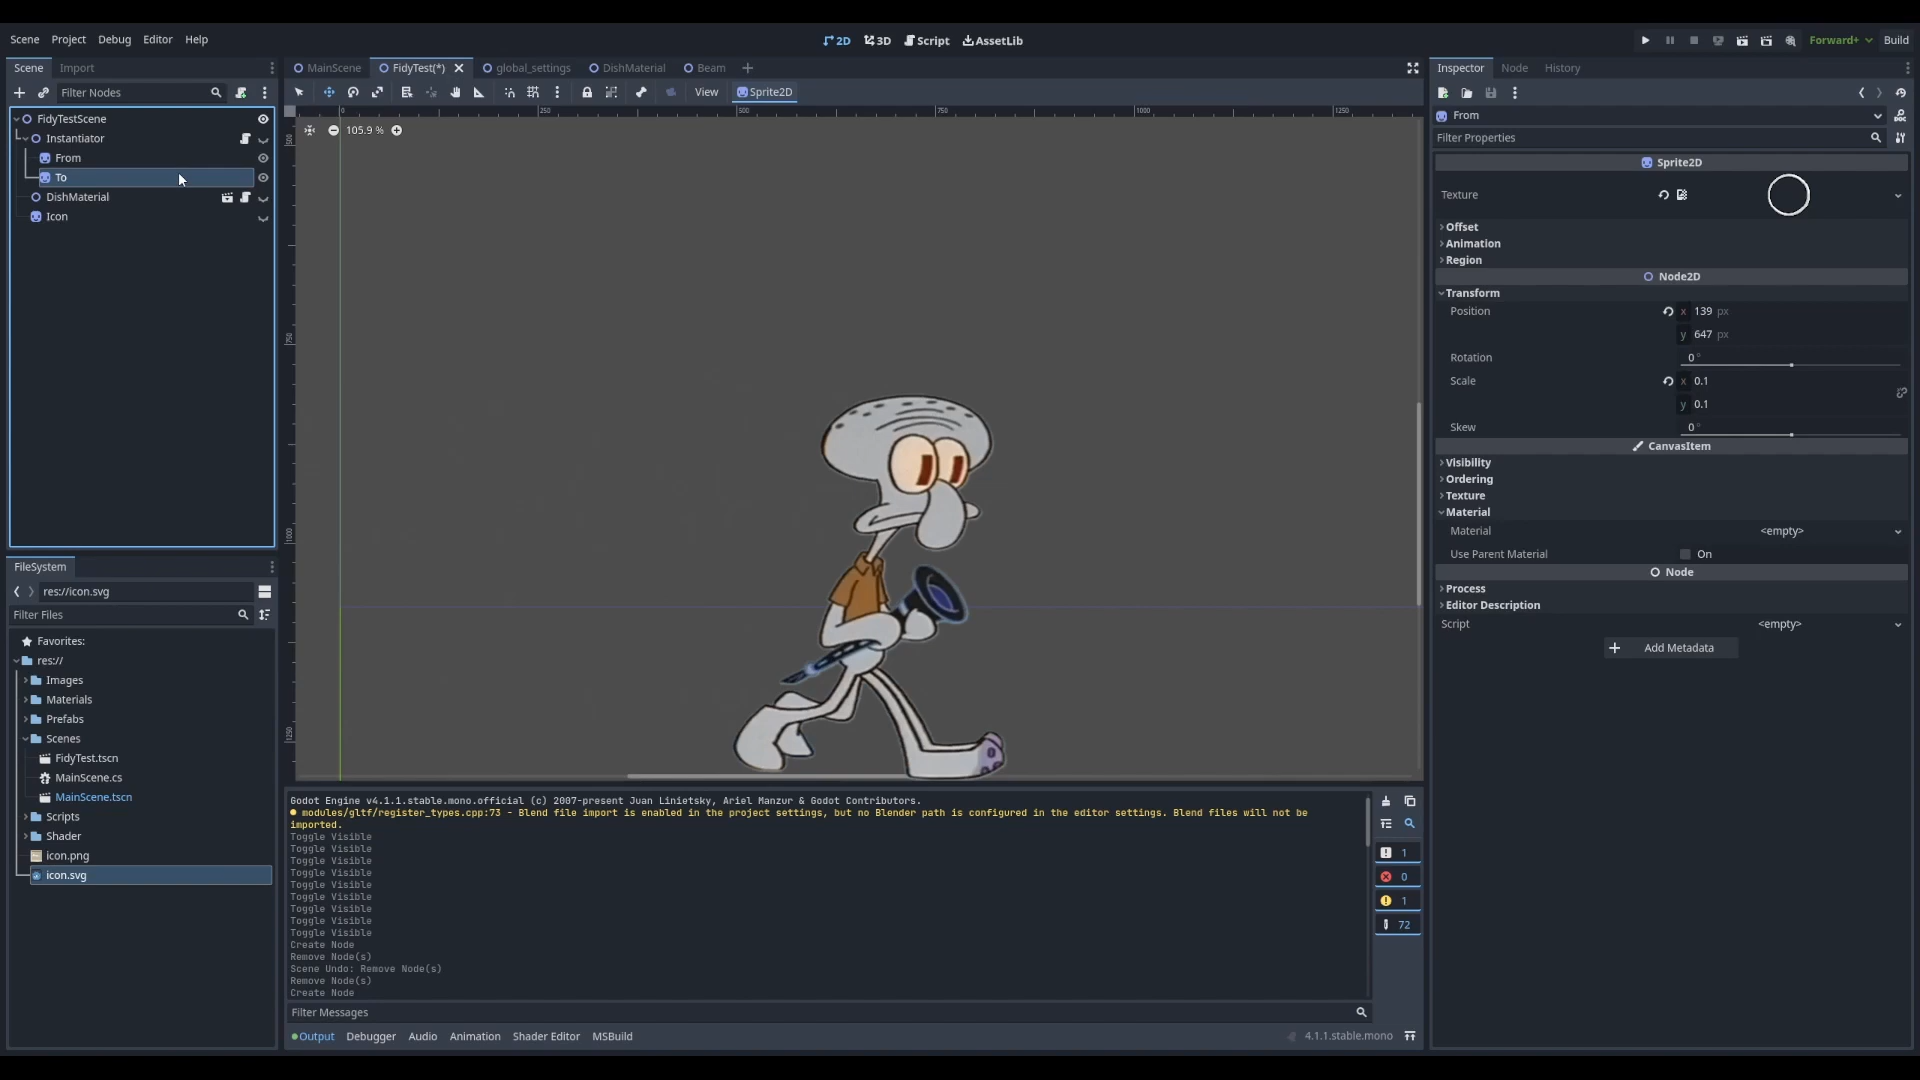 Scene Project Debug Editor Help
2D 3D Script AssetLib
Forward+ Build
Scene Import
MainScene FidyTest(*) global_settings DishMaterial Beam
Inspector Node History
Filter Nodes
View Sprite2D
From
Filter Properties
0 250 500 750 1000 1250
105.9 %
500
750
1000
1250
FidyTestScene
Instantiator
From
To
DishMaterial
Icon
Sprite2D
Texture
Offset
Animation
Region
Node2D
Transform
Position x 139 px
y 647 px
Rotation 0 °
Scale x 0.1
y 0.1
Skew 0 °
CanvasItem
Visibility
Ordering
Texture
Material
Material <empty>
Use Parent Material On
Node
Process
Editor Description
Script <empty>
Add Metadata
FileSystem
res://icon.svg
Filter Files
Favorites:
res://
Images
Materials
Prefabs
Scenes
FidyTest.tscn
MainScene.cs
MainScene.tscn
Scripts
Shader
icon.png
icon.svg
Godot Engine v4.1.1.stable.mono.official (c) 2007-present Juan Linietsky, Ariel Manzur & Godot Contributors.
modules/gltf/register_types.cpp:73 - Blend file import is enabled in the project settings, but no Blender path is configured in the editor settings. Blend files will not be
imported.
Toggle Visible
Toggle Visible
Toggle Visible
Toggle Visible
Toggle Visible
Toggle Visible
Toggle Visible
Toggle Visible
Toggle Visible
Create Node
Remove Node(s)
Scene Undo: Remove Node(s)
Remove Node(s)
Create Node
1
0
1
72
Filter Messages
Output Debugger Audio Animation Shader Editor MSBuild
4.1.1.stable.mono